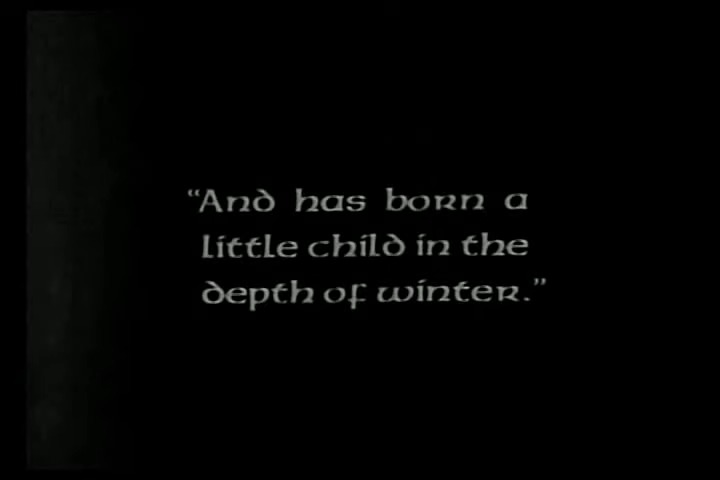 “And has born a
little child in the
depth of winter.”